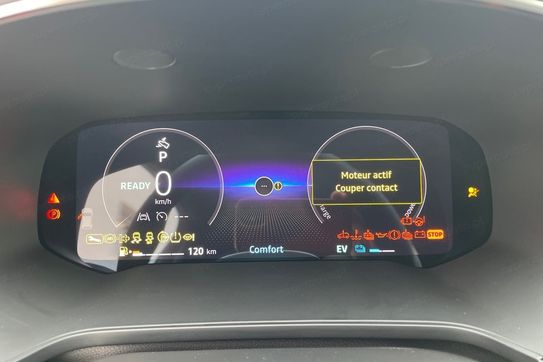 P
READY 0
km/h
---
120 km
Comfort
EV
Moteur actif
Couper contact
STOP